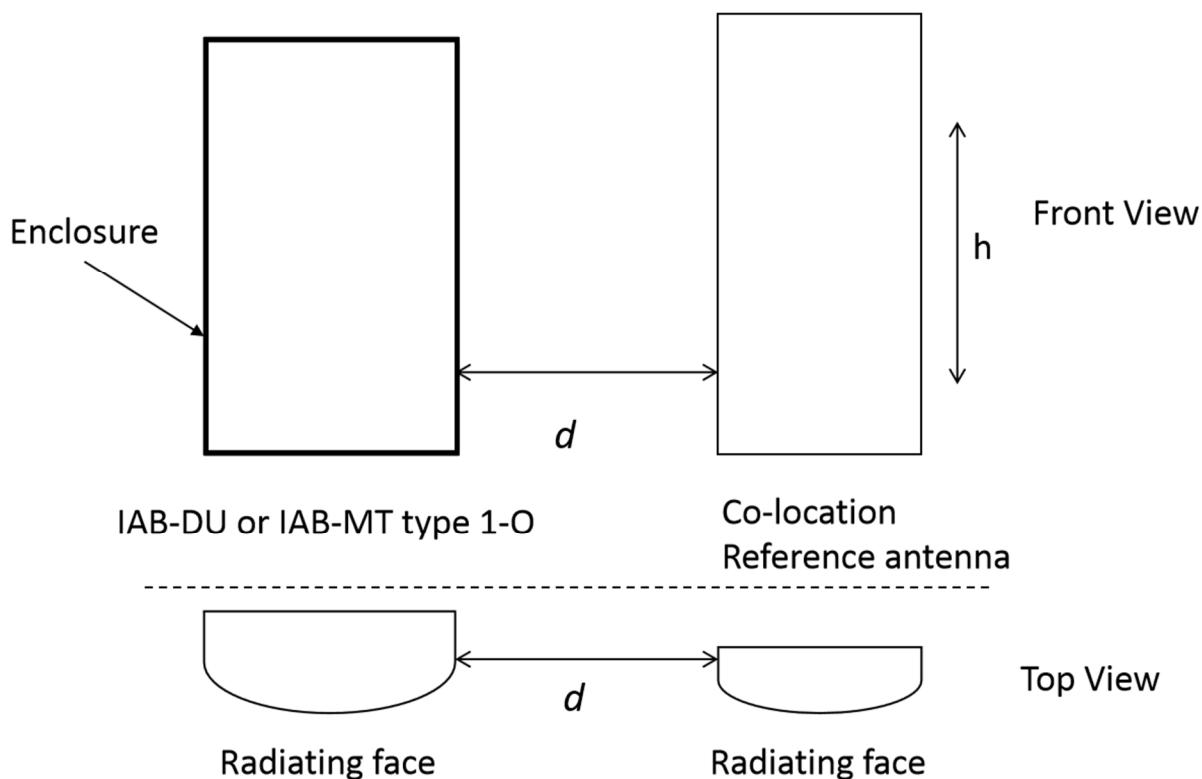 Enclosure
Front View
h
d
IAB-DU or IAB-MT type 1-O
Co-location
Reference antenna
d
Top View
Radiating face
Radiating face